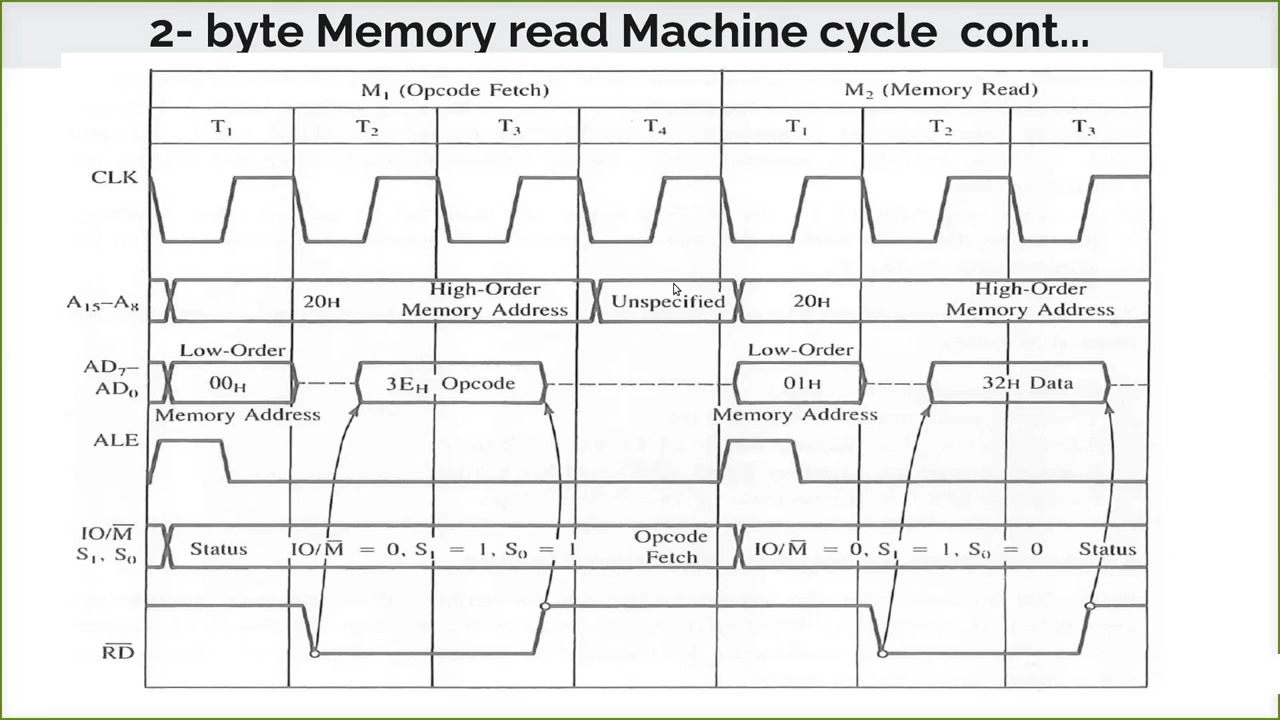 2- byte Memory read Machine cycle cont...
M₁ (Opcode Fetch) M₂ (Memory Read)
T₁ T₂ T₃ T₄ T₁ T₂ T₃
CLK
A₁₅–A₈ 20H High-Order Memory Address Unspecified 20H High-Order Memory Address
Low-Order Low-Order
AD₇–AD₀ 00H 3EH Opcode 01H 32H Data
Memory Address Memory Address
ALE
IO/M̅ S₁, S₀ Status IO/M̅ = 0, S₁ = 1, S₀ = 1 Opcode Fetch IO/M̅ = 0, S₁ = 1, S₀ = 0 Status
R̅D̅